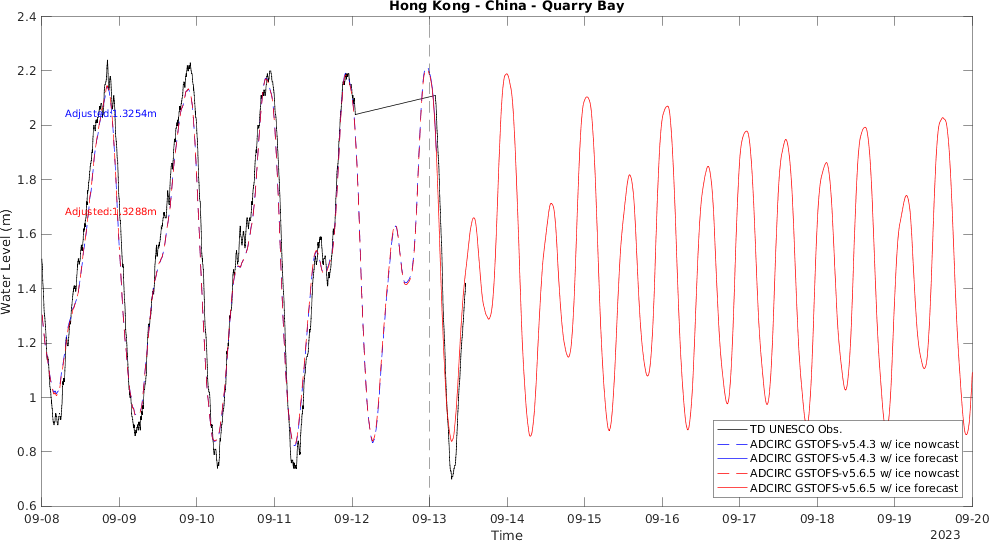 Hong Kong - China - Quarry Bay
2.4
2.2
2
1.8
1.6
1.4
1.2
1
0.8
0.6
Water Level (m)
Adjusted:1.3254m
Adjusted:1.3288m
TD UNESCO Obs.
ADCIRC GSTOFS-v5.4.3 w/ ice nowcast
ADCIRC GSTOFS-v5.4.3 w/ ice forecast
ADCIRC GSTOFS-v5.6.5 w/ ice nowcast
ADCIRC GSTOFS-v5.6.5 w/ ice forecast
09-08 09-09 09-10 09-11 09-12 09-13 09-14 09-15 09-16 09-17 09-18 09-19 09-20
Time
2023